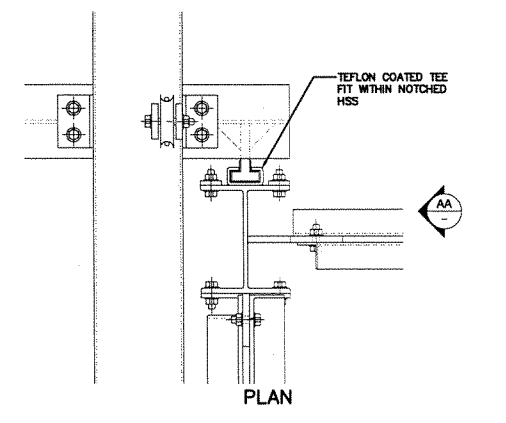 TEFLON COATED TEE
FIT WITHIN NOTCHED
HSS
AA
-
PLAN